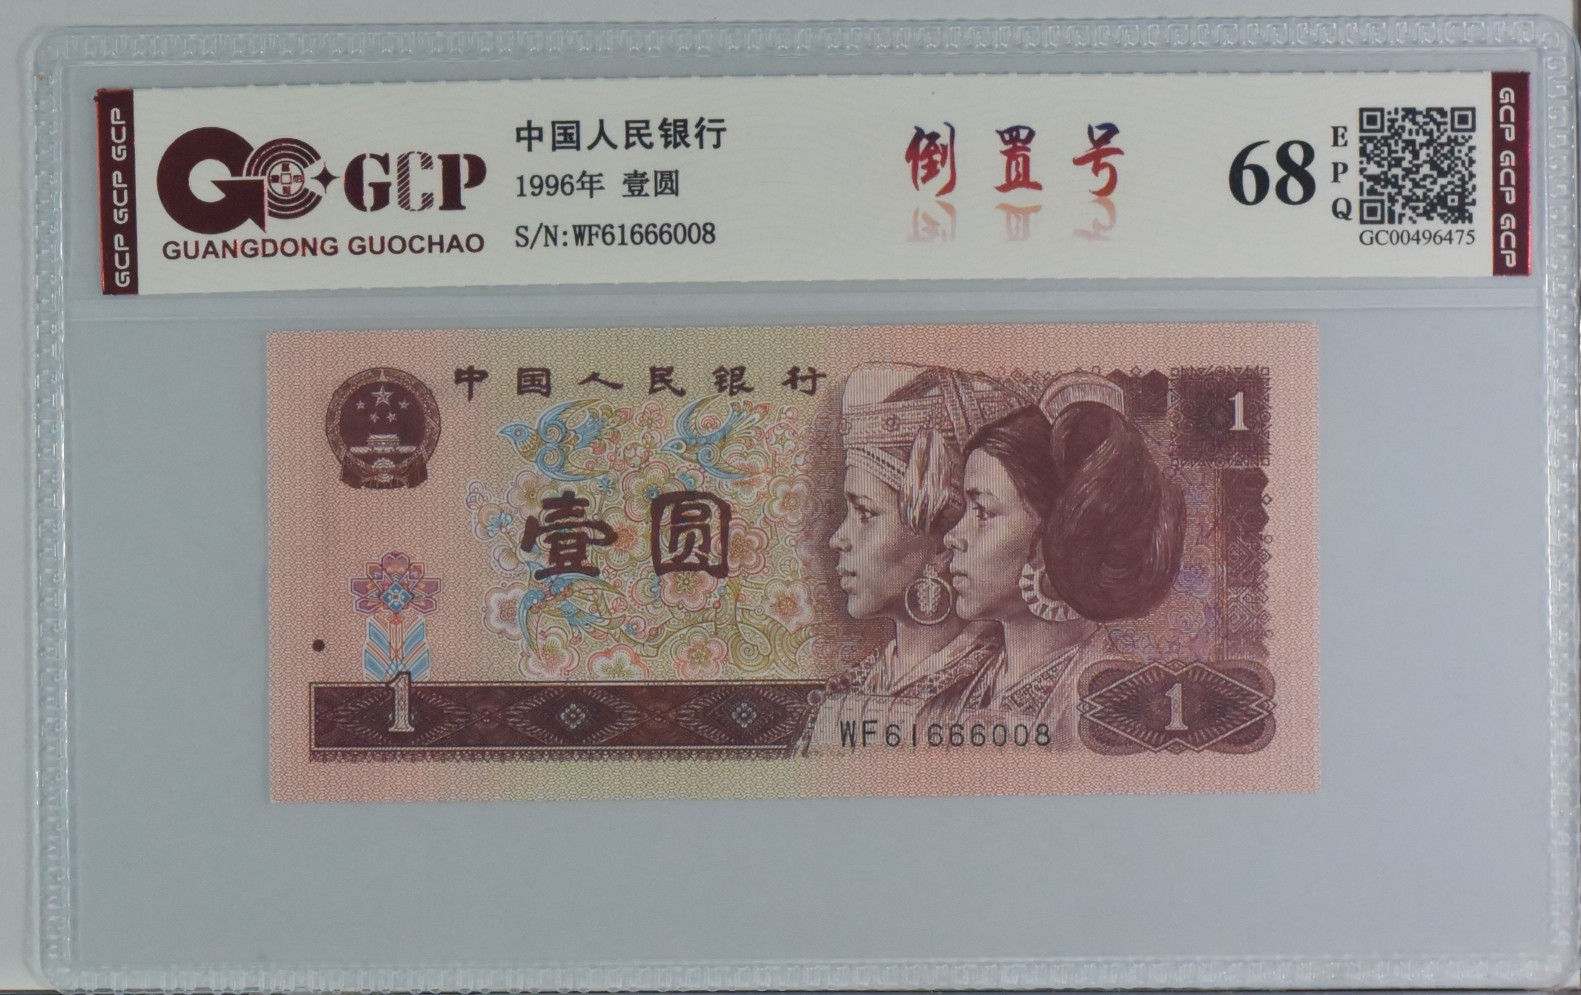 GCP GCP GCP
GCP
GUANGDONG GUOCHAO
中国人民银行
1996年 壹圆
S/N:WF61666008
倒置号
68
EPQ
GC00496475
GCP GCP GCP
中国人民银行
1
壹圆
1
1
WF61666008